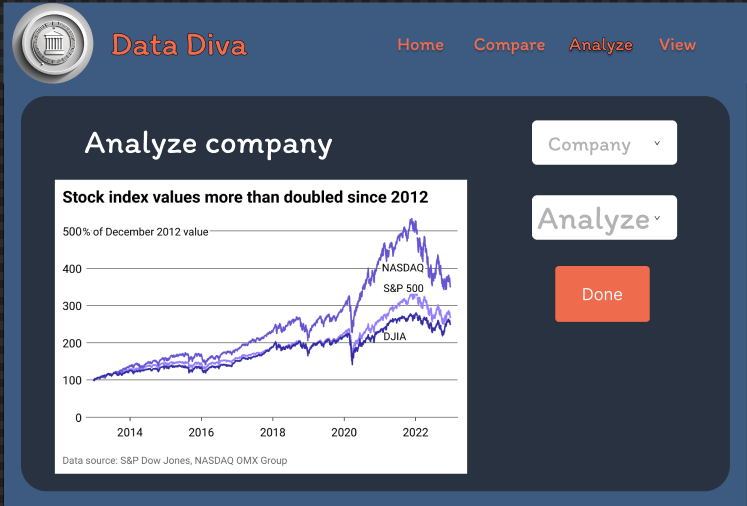 Data Diva
Home Compare Analyze View
Analyze company
Company
Analyze
Done
Stock index values more than doubled since 2012
500% of December 2012 value
400
NASDAQ
S&P 500
300
DJIA
200
100
0
2014 2016 2018 2020 2022
Data source: S&P Dow Jones, NASDAQ OMX Group